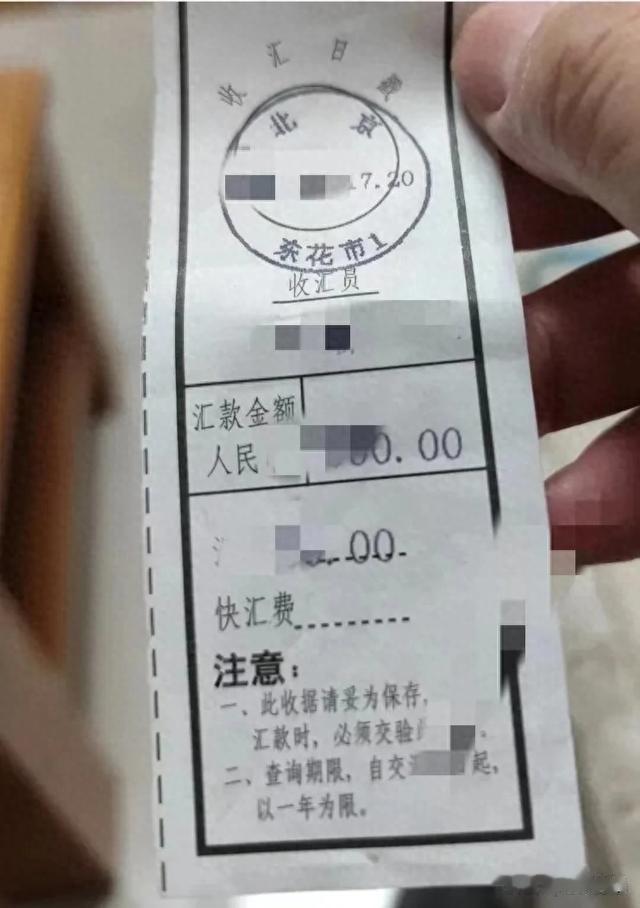 收汇日戳
北京
17.20
茶花市1
收汇员
汇款金额
人民 00.00
.00
快汇费
注意：
一、此收据请妥为保存，
汇款时，必须交验 。
二、查询期限，自交 起，
以一年为限。